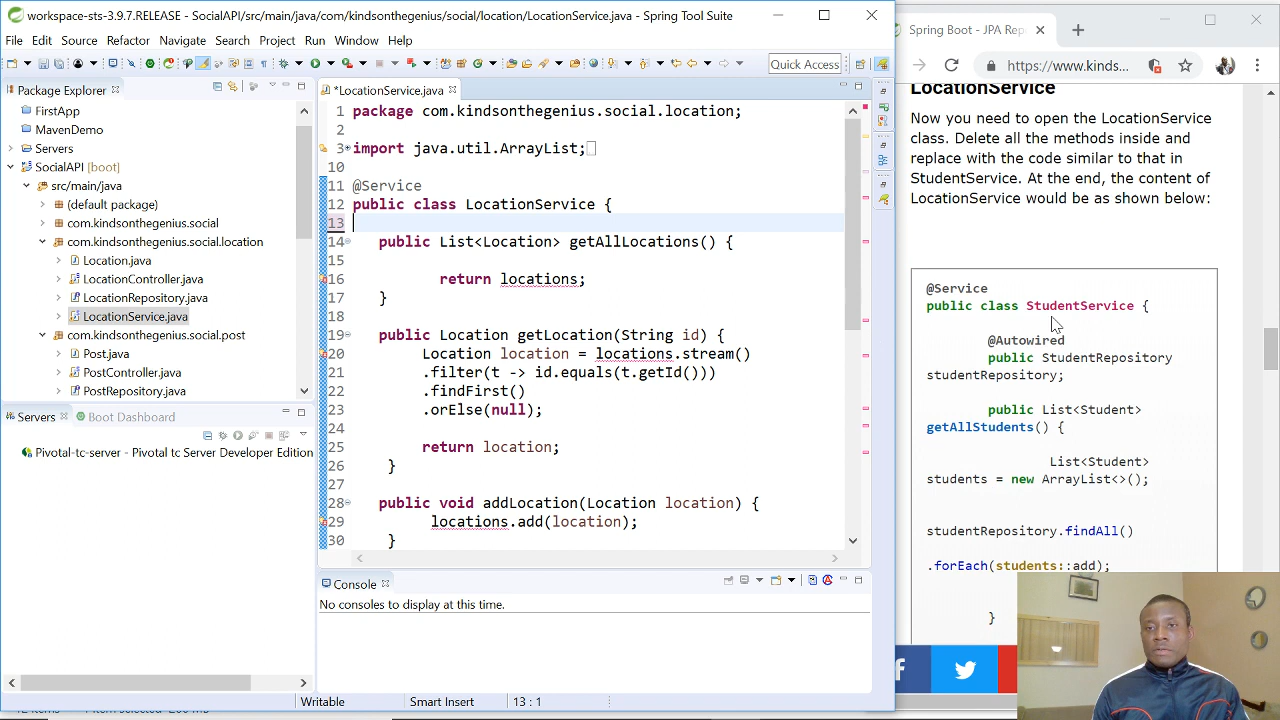 workspace-sts-3.9.7.RELEASE - SocialAPI/src/main/java/com/kindsonthegenius/social/location/LocationService.java - Spring Tool Suite
File Edit Source Refactor Navigate Search Project Run Window Help
Quick Access
Package Explorer
FirstApp
MavenDemo
Servers
SocialAPI [boot]
src/main/java
(default package)
com.kindsonthegenius.social
com.kindsonthegenius.social.location
Location.java
LocationController.java
LocationRepository.java
LocationService.java
com.kindsonthegenius.social.post
Post.java
PostController.java
PostRepository.java
Servers
Boot Dashboard
Pivotal-tc-server - Pivotal tc Server Developer Edition
*LocationService.java
1 package com.kindsonthegenius.social.location;
2
3 import java.util.ArrayList;
10
11 @Service
12 public class LocationService {
13
14 public List<Location> getAllLocations() {
15
16 return locations;
17 }
18
19 public Location getLocation(String id) {
20 Location location = locations.stream()
21 .filter(t -> id.equals(t.getId()))
22 .findFirst()
23 .orElse(null);
24
25 return location;
26 }
27
28 public void addLocation(Location location) {
29 locations.add(location);
30 }
Console
No consoles to display at this time.
Writable
Smart Insert
13 : 1
Spring Boot - JPA Rep
https://www.kinds...
LocationService
Now you need to open the LocationService
class. Delete all the methods inside and
replace with the code similar to that in
StudentService. At the end, the content of
LocationService would be as shown below:
@Service
public class StudentService {
@Autowired
public StudentRepository
studentRepository;
public List<Student>
getAllStudents() {
List<Student>
students = new ArrayList<>();
studentRepository.findAll()
.forEach(students::add);
}